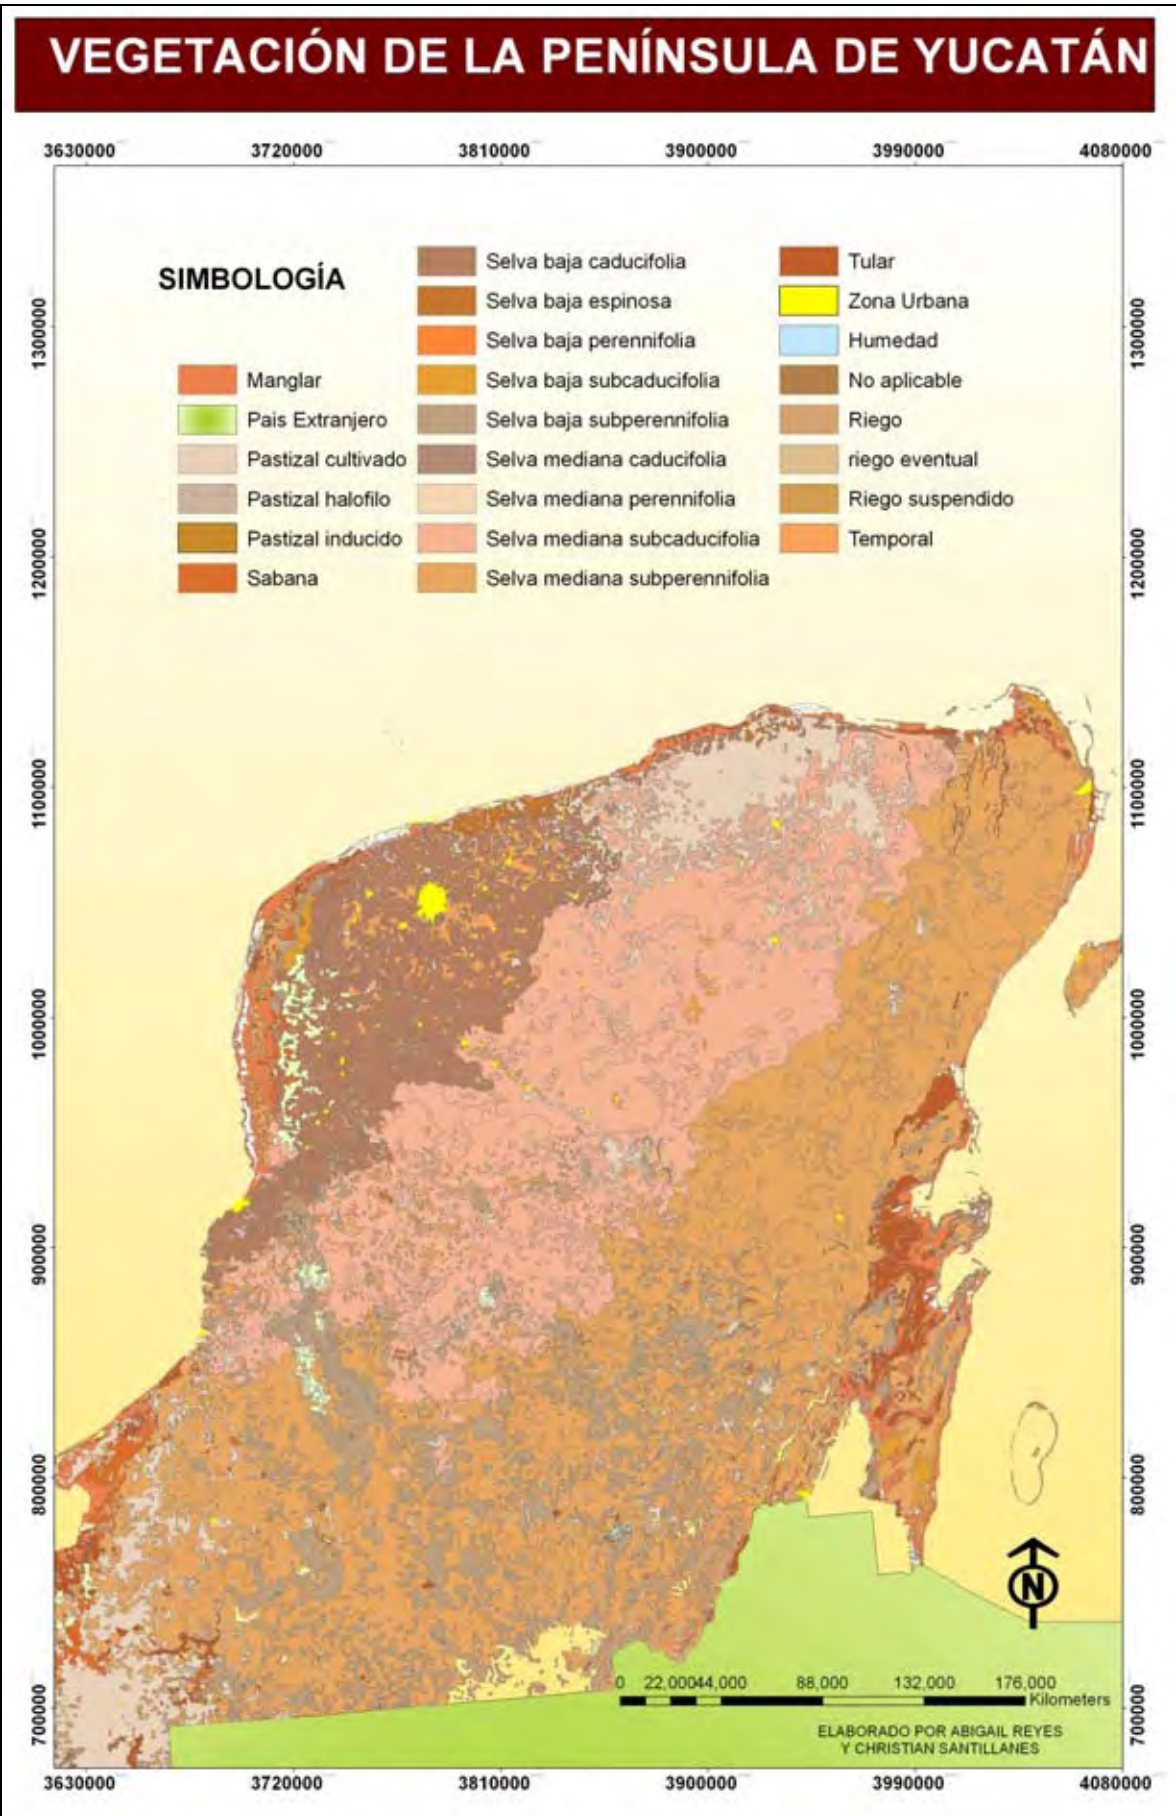 VEGETACIÓN DE LA PENÍNSULA DE YUCATÁN
3630000 3720000 3810000 3900000 3990000 4080000
SIMBOLOGÍA
Manglar
Pais Extranjero
Pastizal cultivado
Pastizal halofilo
Pastizal inducido
Sabana
Selva baja caducifolia
Selva baja espinosa
Selva baja perennifolia
Selva baja subcaducifolia
Selva baja subperennifolia
Selva mediana caducifolia
Selva mediana perennifolia
Selva mediana subcaducifolia
Selva mediana subperennifolia
Tular
Zona Urbana
Humedad
No aplicable
Riego
riego eventual
Riego suspendido
Temporal
1300000
1200000
1100000
1000000
900000
800000
700000
1300000
1200000
1100000
1000000
900000
800000
700000
N
0 22,00044,000 88,000 132,000 176,000
Kilometers
ELABORADO POR ABIGAIL REYES
Y CHRISTIAN SANTILLANES
3630000 3720000 3810000 3900000 3990000 4080000